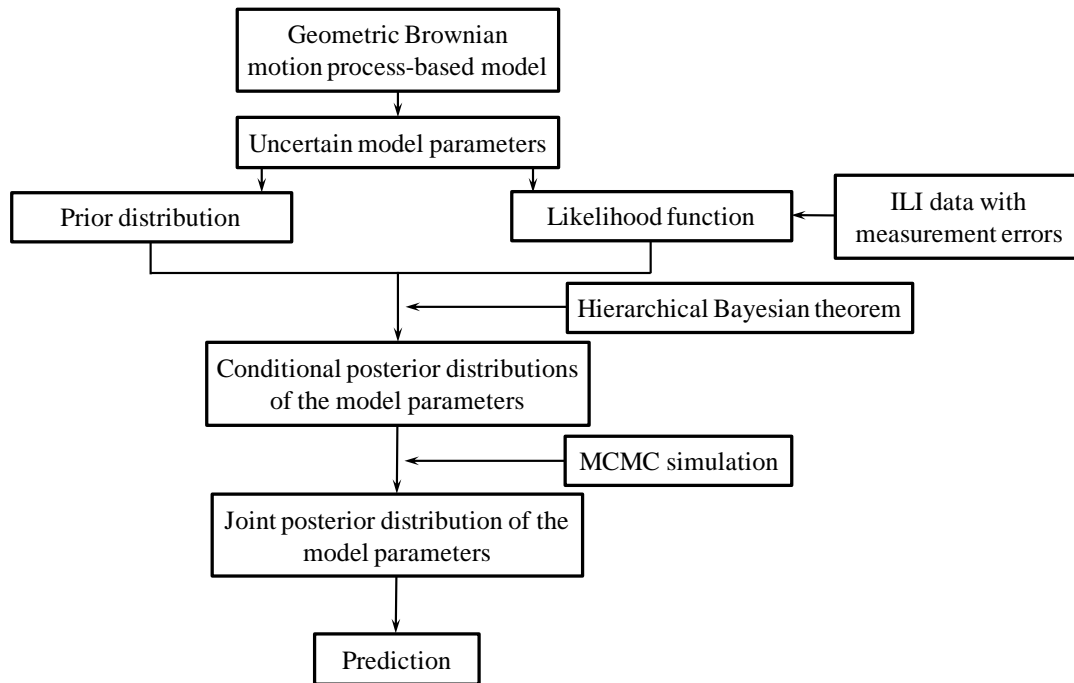 Geometric Brownian
motion process-based model
Uncertain model parameters
Prior distribution
Likelihood function
ILI data with
measurement errors
Hierarchical Bayesian theorem
Conditional posterior distributions
of the model parameters
MCMC simulation
Joint posterior distribution of the
model parameters
Prediction